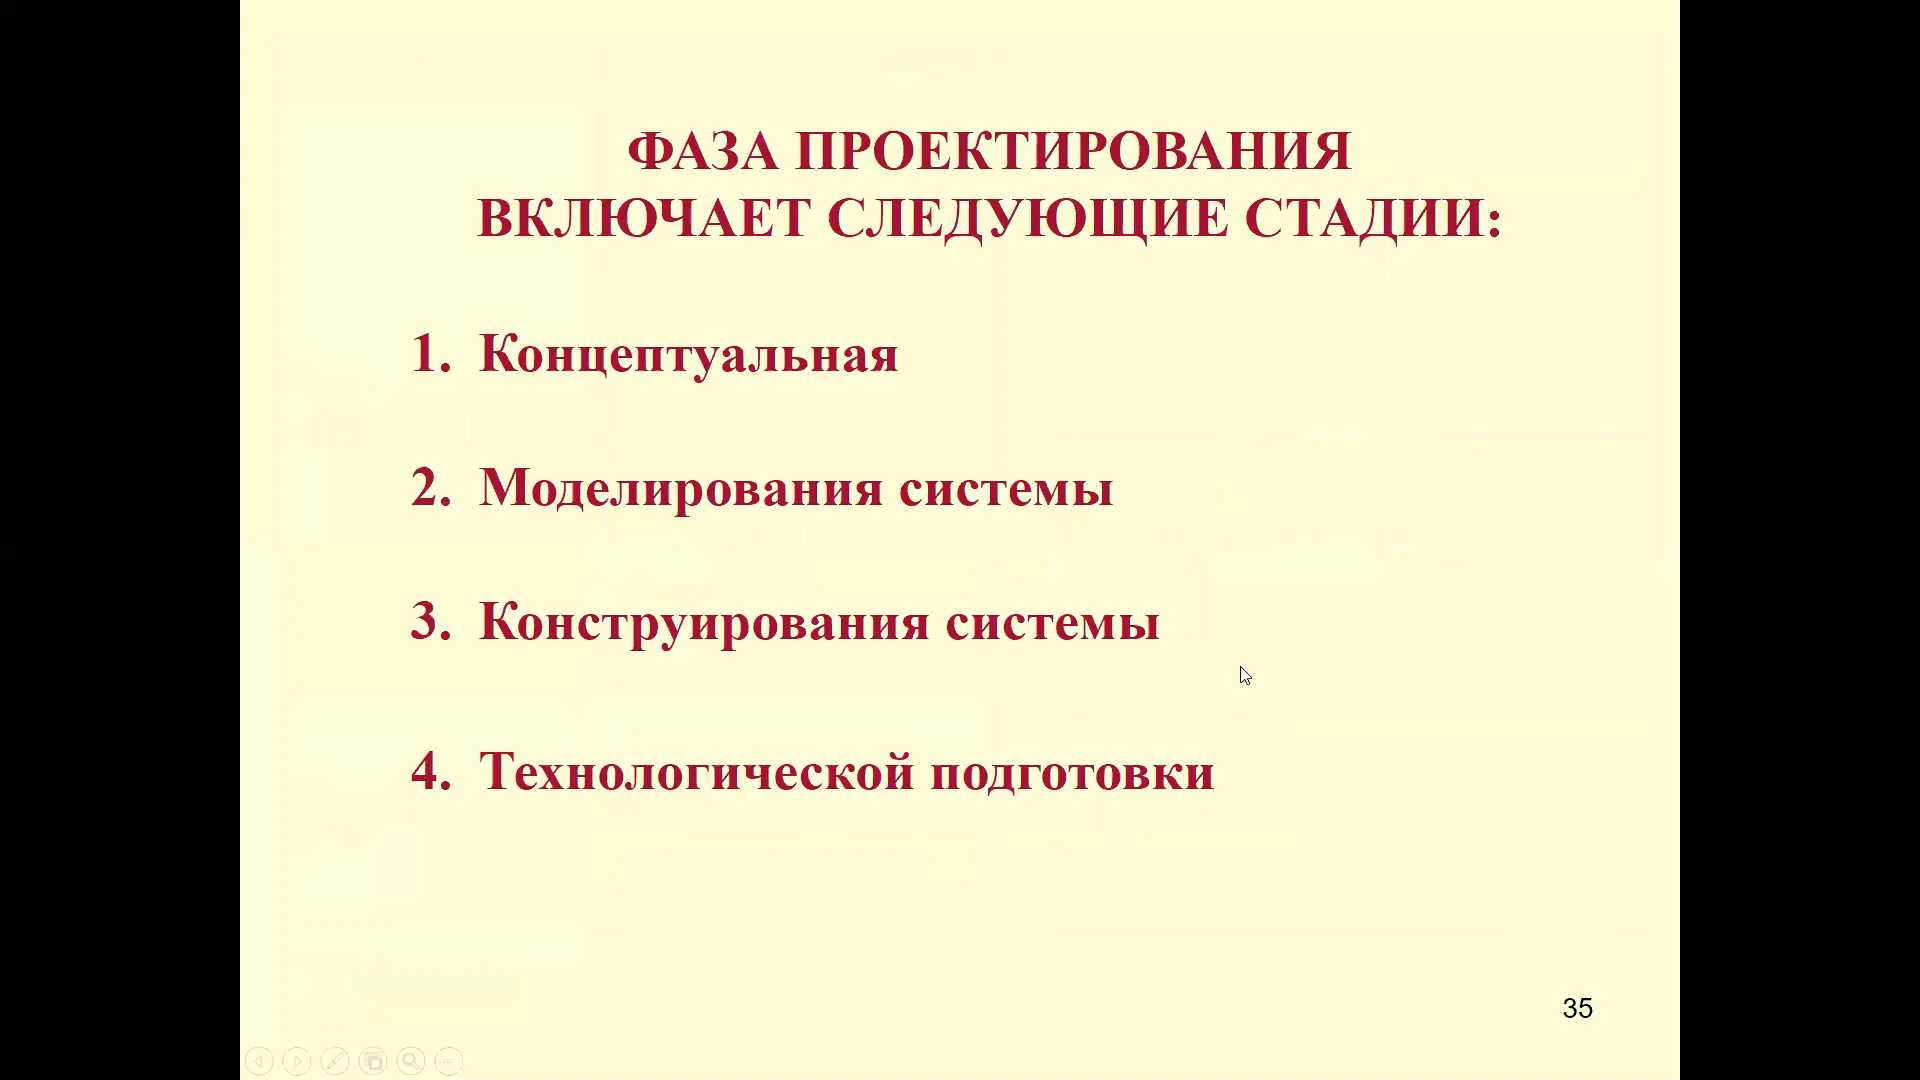 ФАЗА ПРОЕКТИРОВАНИЯ
ВКЛЮЧАЕТ СЛЕДУЮЩИЕ СТАДИИ:
1. Концептуальная
2. Моделирования системы
3. Конструирования системы
4. Технологической подготовки
35